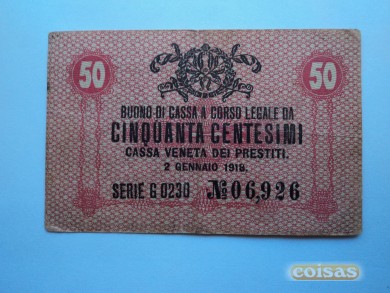 50 50
BUONO DI CASSA A CORSO LEGALE DA
CINQUANTA CENTESIMI
CASSA VENETA DEI PRESTITI.
2 GENNAIO 1918.
SERIE G 0230 Nº 06,926
coisas